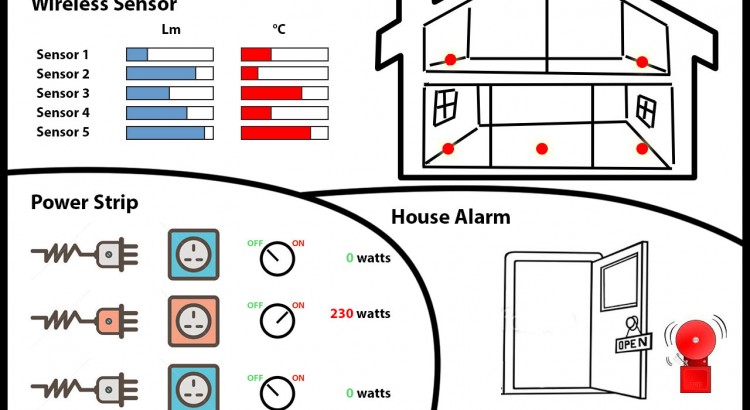 Wireless Sensor
Lm °C
Sensor 1
Sensor 2
Sensor 3
Sensor 4
Sensor 5
Power Strip
OFF ON
0 watts
OFF ON
230 watts
OFF ON
0 watts
House Alarm
OPEN